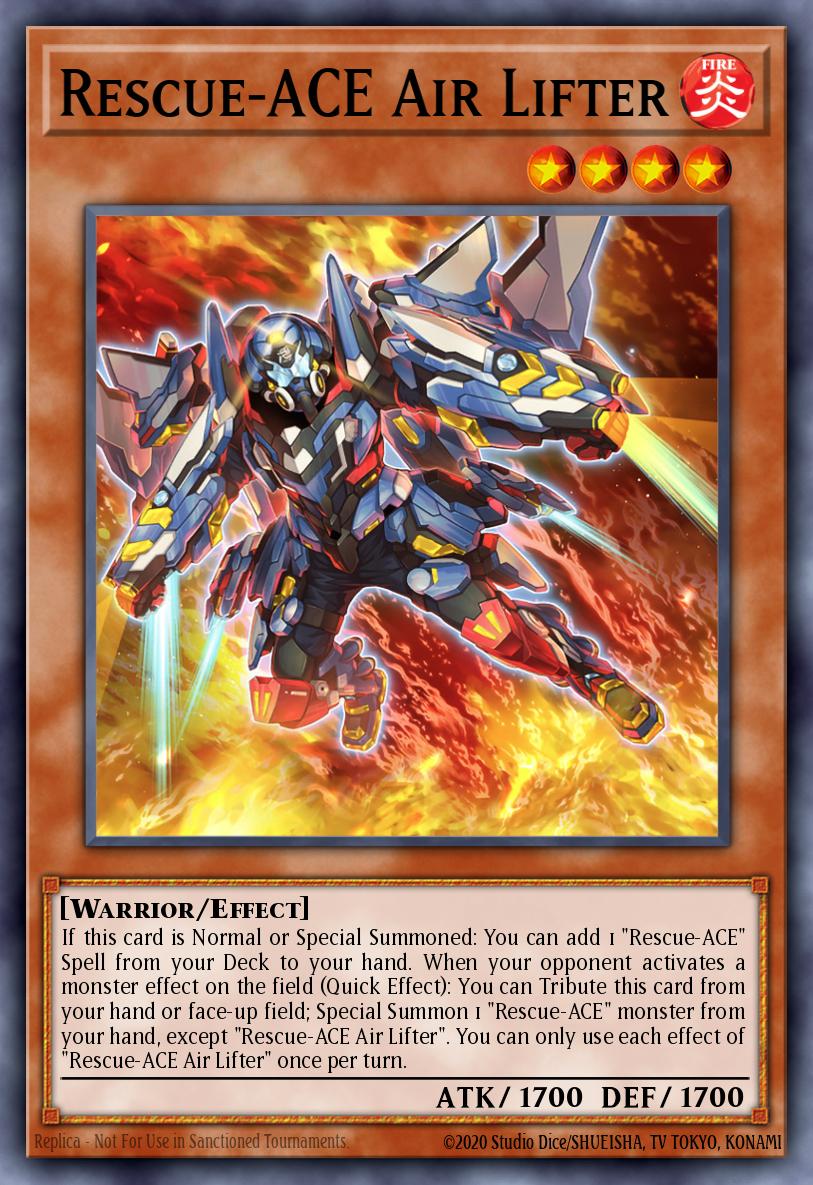 Rescue-ACE Air Lifter
FIRE
炎
[Warrior/Effect]
If this card is Normal or Special Summoned: You can add 1 "Rescue-ACE"
Spell from your Deck to your hand. When your opponent activates a
monster effect on the field (Quick Effect): You can Tribute this card from
your hand or face-up field; Special Summon 1 "Rescue-ACE" monster from
your hand, except "Rescue-ACE Air Lifter". You can only use each effect of
"Rescue-ACE Air Lifter" once per turn.
ATK/ 1700 DEF/ 1700
Replica - Not For Use in Sanctioned Tournaments.
©2020 Studio Dice/SHUEISHA, TV TOKYO, KONAMI